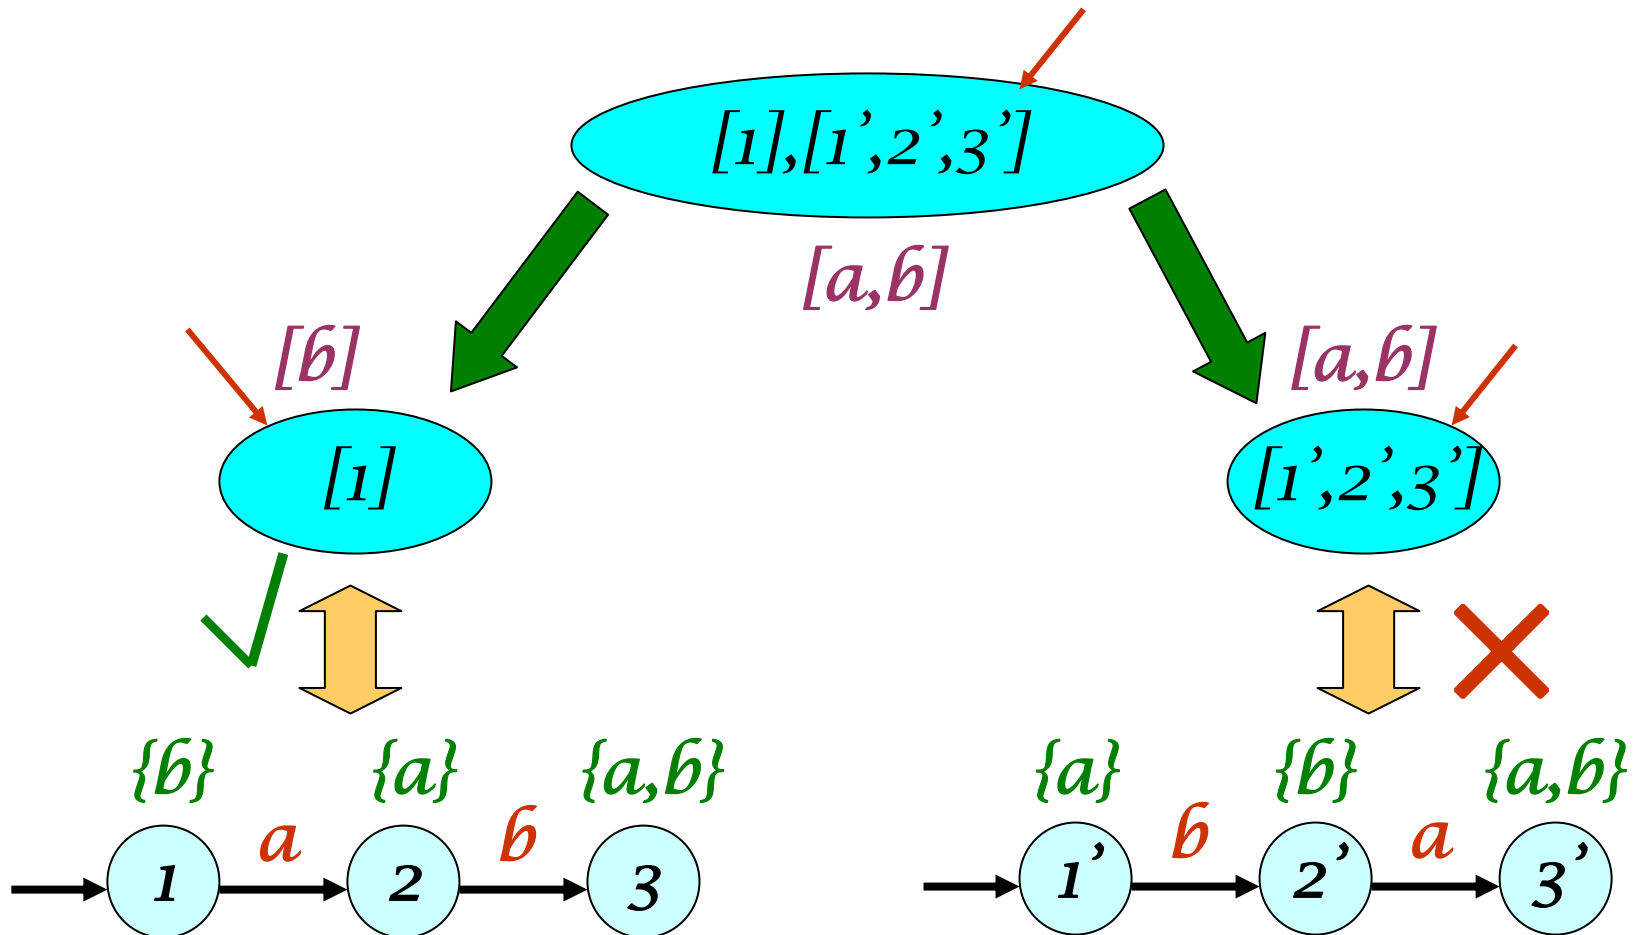 [1],[1’,2’,3’]
[a,b]
[b] [a,b]
[1] [1’,2’,3’]
{b} {a} {a,b} {a} {b} {a,b}
a b b a
1 2 3 1’ 2’ 3’